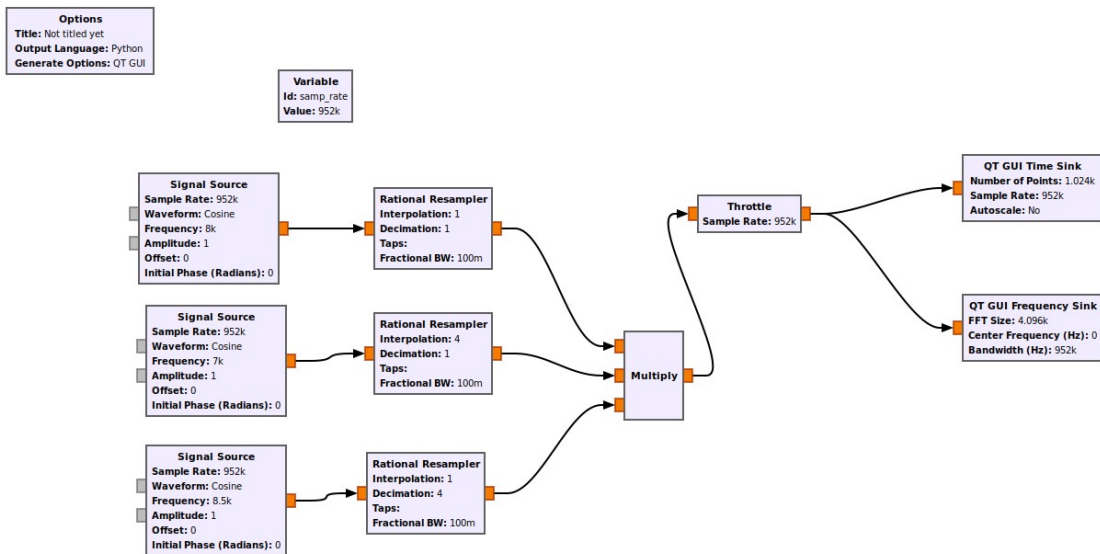 Options
Title: Not titled yet
Output Language: Python
Generate Options: QT GUI
Variable
Id: samp_rate
Value: 952k
Signal Source
Sample Rate: 952k
Waveform: Cosine
Frequency: 8k
Amplitude: 1
Offset: 0
Initial Phase (Radians): 0
Rational Resampler
Interpolation: 1
Decimation: 1
Taps:
Fractional BW: 100m
Signal Source
Sample Rate: 952k
Waveform: Cosine
Frequency: 7k
Amplitude: 1
Offset: 0
Initial Phase (Radians): 0
Rational Resampler
Interpolation: 4
Decimation: 1
Taps:
Fractional BW: 100m
Signal Source
Sample Rate: 952k
Waveform: Cosine
Frequency: 8.5k
Amplitude: 1
Offset: 0
Initial Phase (Radians): 0
Rational Resampler
Interpolation: 1
Decimation: 4
Taps:
Fractional BW: 100m
Multiply
Throttle
Sample Rate: 952k
QT GUI Time Sink
Number of Points: 1.024k
Sample Rate: 952k
Autoscale: No
QT GUI Frequency Sink
FFT Size: 4.096k
Center Frequency (Hz): 0
Bandwidth (Hz): 952k